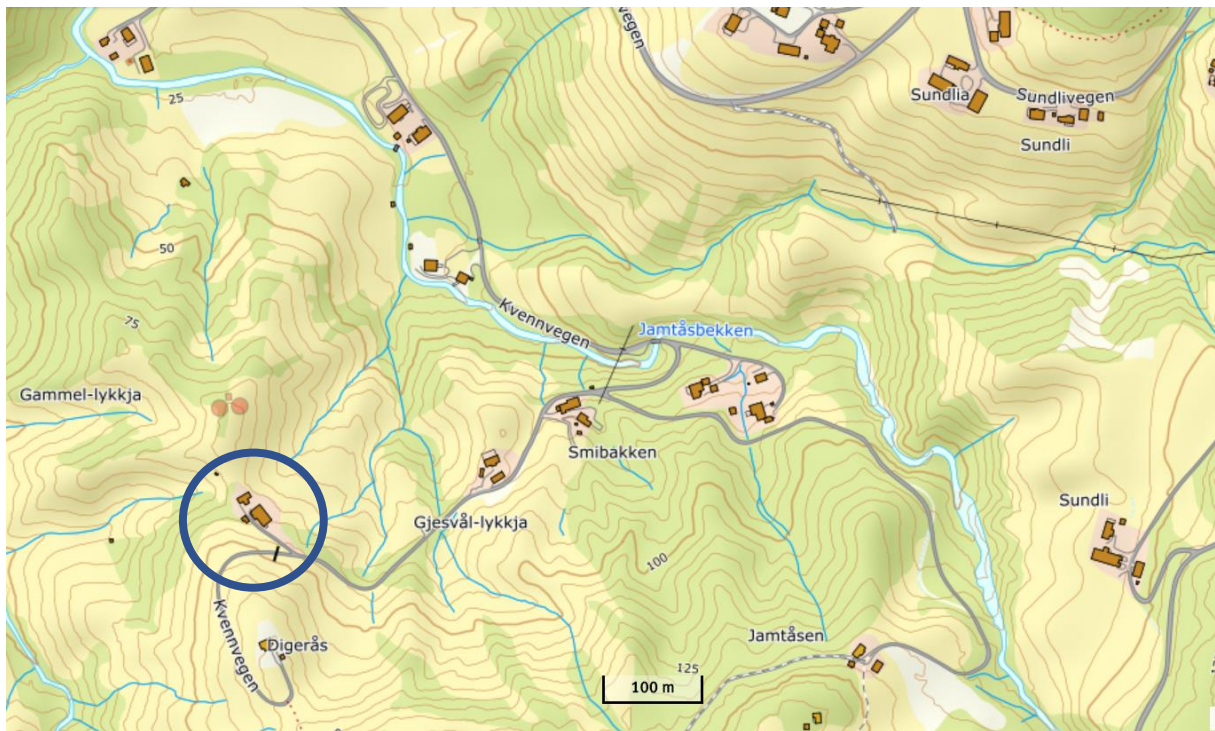 vegen
25
Sundlia
Sundlivegen
Sundli
50
75
Kvennvegen
Jamtåsbekken
Gammel-lykkja
Smibakken
Gjesvål-lykkja
Sundli
100
Kvennvegen
Digerås
Jamtåsen
125
100 m